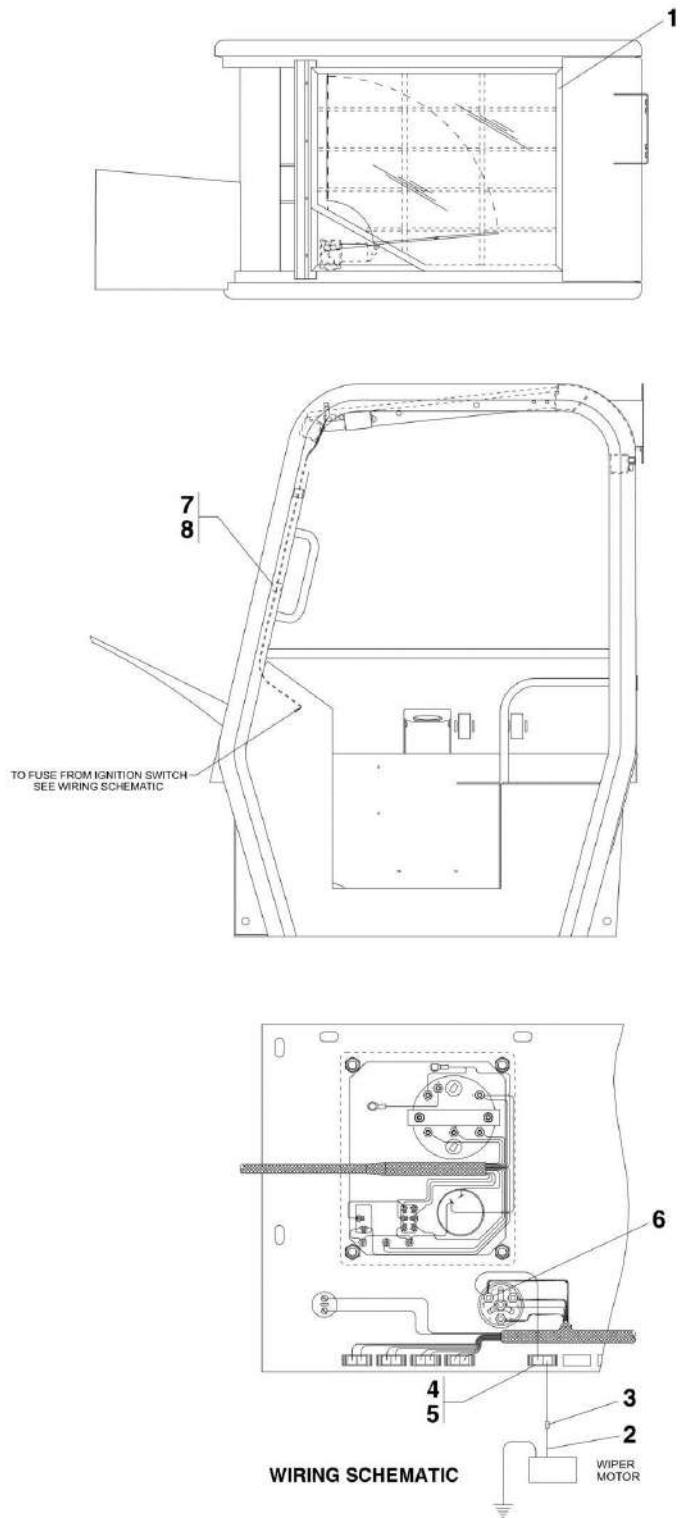 1
7
8
TO FUSE FROM IGNITION SWITCH
SEE WIRING SCHEMATIC
6
4
5
3
2
WIRING SCHEMATIC
WIPER
MOTOR